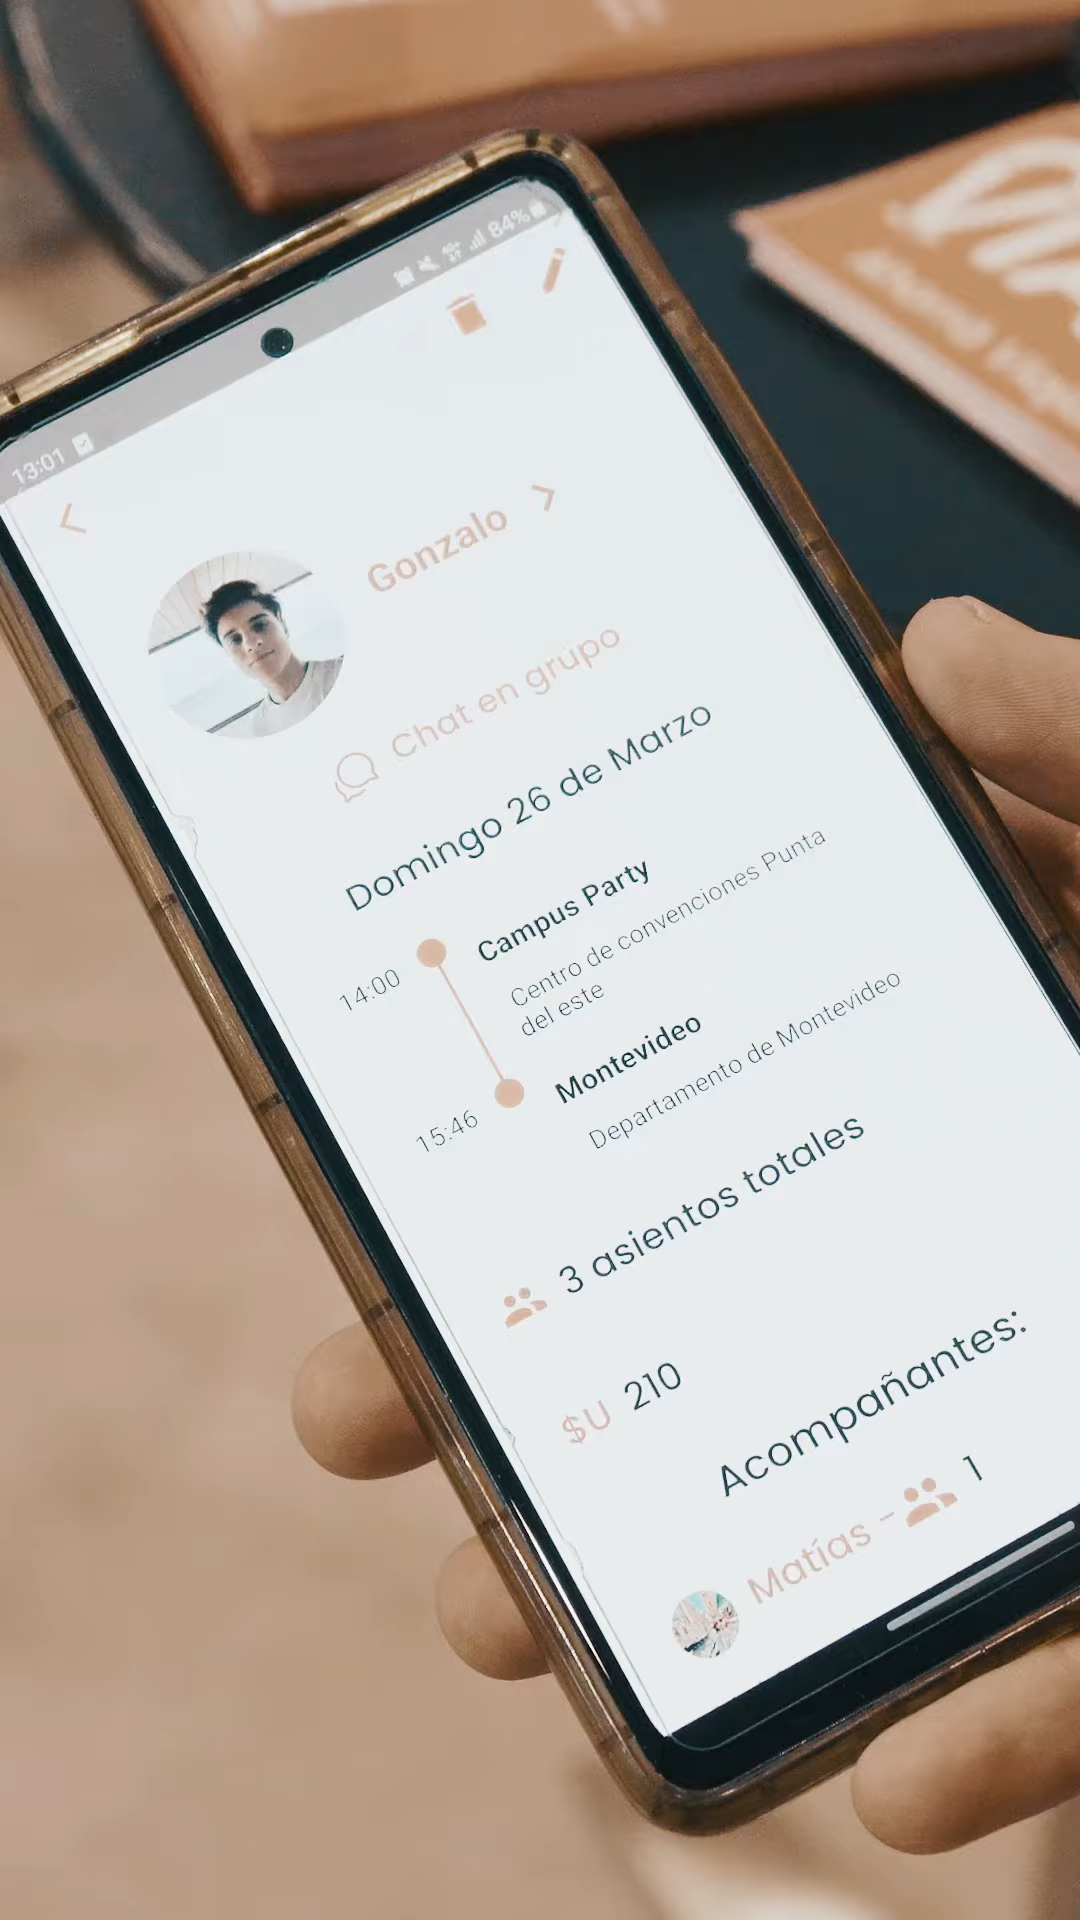 13:01
84%
Gonzalo
Chat en grupo
Domingo 26 de Marzo
14:00
Campus Party
Centro de convenciones Punta
del este
15:46
Montevideo
Departamento de Montevideo
3 asientos totales
$U 210
Acompañantes:
Matías - 1